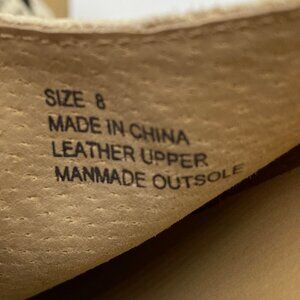 SIZE 8
MADE IN CHINA
LEATHER UPPER
MANMADE OUTSOLE